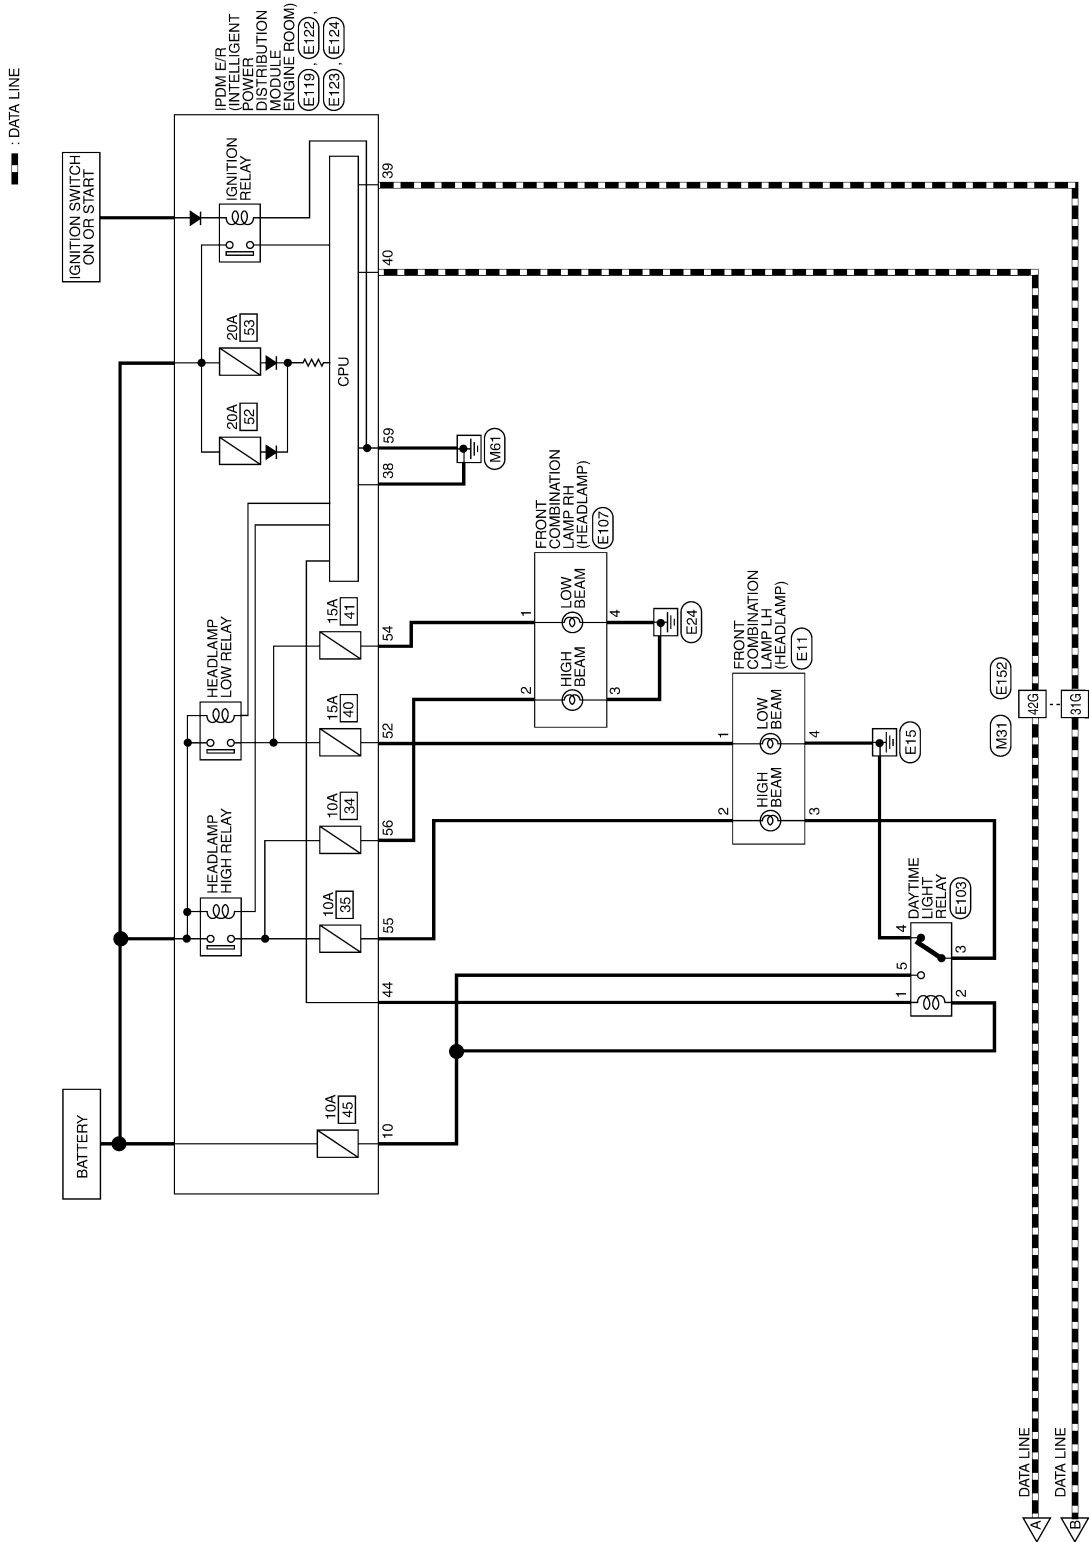 : DATA LINE
IGNITION SWITCH
ON OR START
BATTERY
IPDM E/R
(INTELLIGENT
POWER
DISTRIBUTION
MODULE
ENGINE ROOM)
E119 , E122 ,
E123 , E124
IGNITION
RELAY
20A
53
20A
52
CPU
HEADLAMP
LOW RELAY
HEADLAMP
HIGH RELAY
15A
41
15A
40
10A
34
10A
35
10A
45
39
40
59
38
54
52
56
55
44
10
M61
FRONT
COMBINATION
LAMP RH
(HEADLAMP)
E107
1
LOW
BEAM
4
2
HIGH
BEAM
3
E24
FRONT
COMBINATION
LAMP LH
(HEADLAMP)
E11
1
LOW
BEAM
4
2
HIGH
BEAM
3
E15
DAYTIME
LIGHT
RELAY
E103
4
5
3
1
2
E152
M31
42G
31G
DATA LINE
A
DATA LINE
B